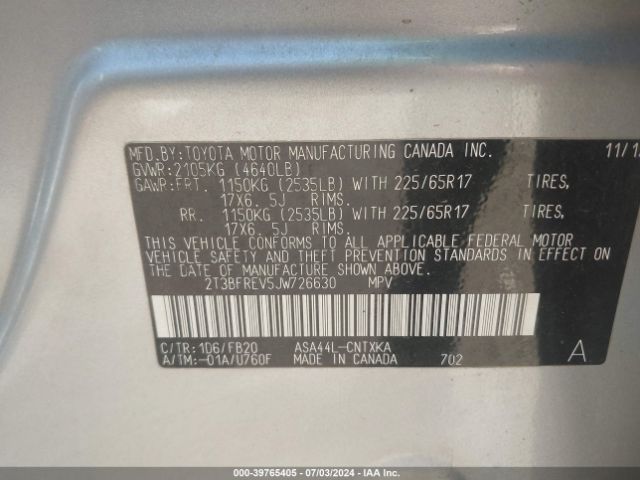 MFD. BY: TOYOTA MOTOR MANUFACTURING CANADA INC. 11/1
GVWR: 2105KG (4640LB)
GAWR: FRT. 1150KG (2535LB) WITH 225/65R17 TIRES,
17X6. 5J RIMS.
RR. 1150KG (2535LB) WITH 225/65R17 TIRES,
17X6. 5J RIMS.
THIS VEHICLE CONFORMS TO ALL APPLICABLE FEDERAL MOTOR
VEHICLE SAFETY AND THEFT PREVENTION STANDARDS IN EFFECT ON
THE DATE OF MANUFACTURE SHOWN ABOVE.
2T3BFREV5JW726630 MPV
C/TR: 1D6/FB20 ASA44L-CNTXKA
A/TM:-01A/U760F MADE IN CANADA 702 A
000-39765405 - 07/03/2024 - IAA Inc.